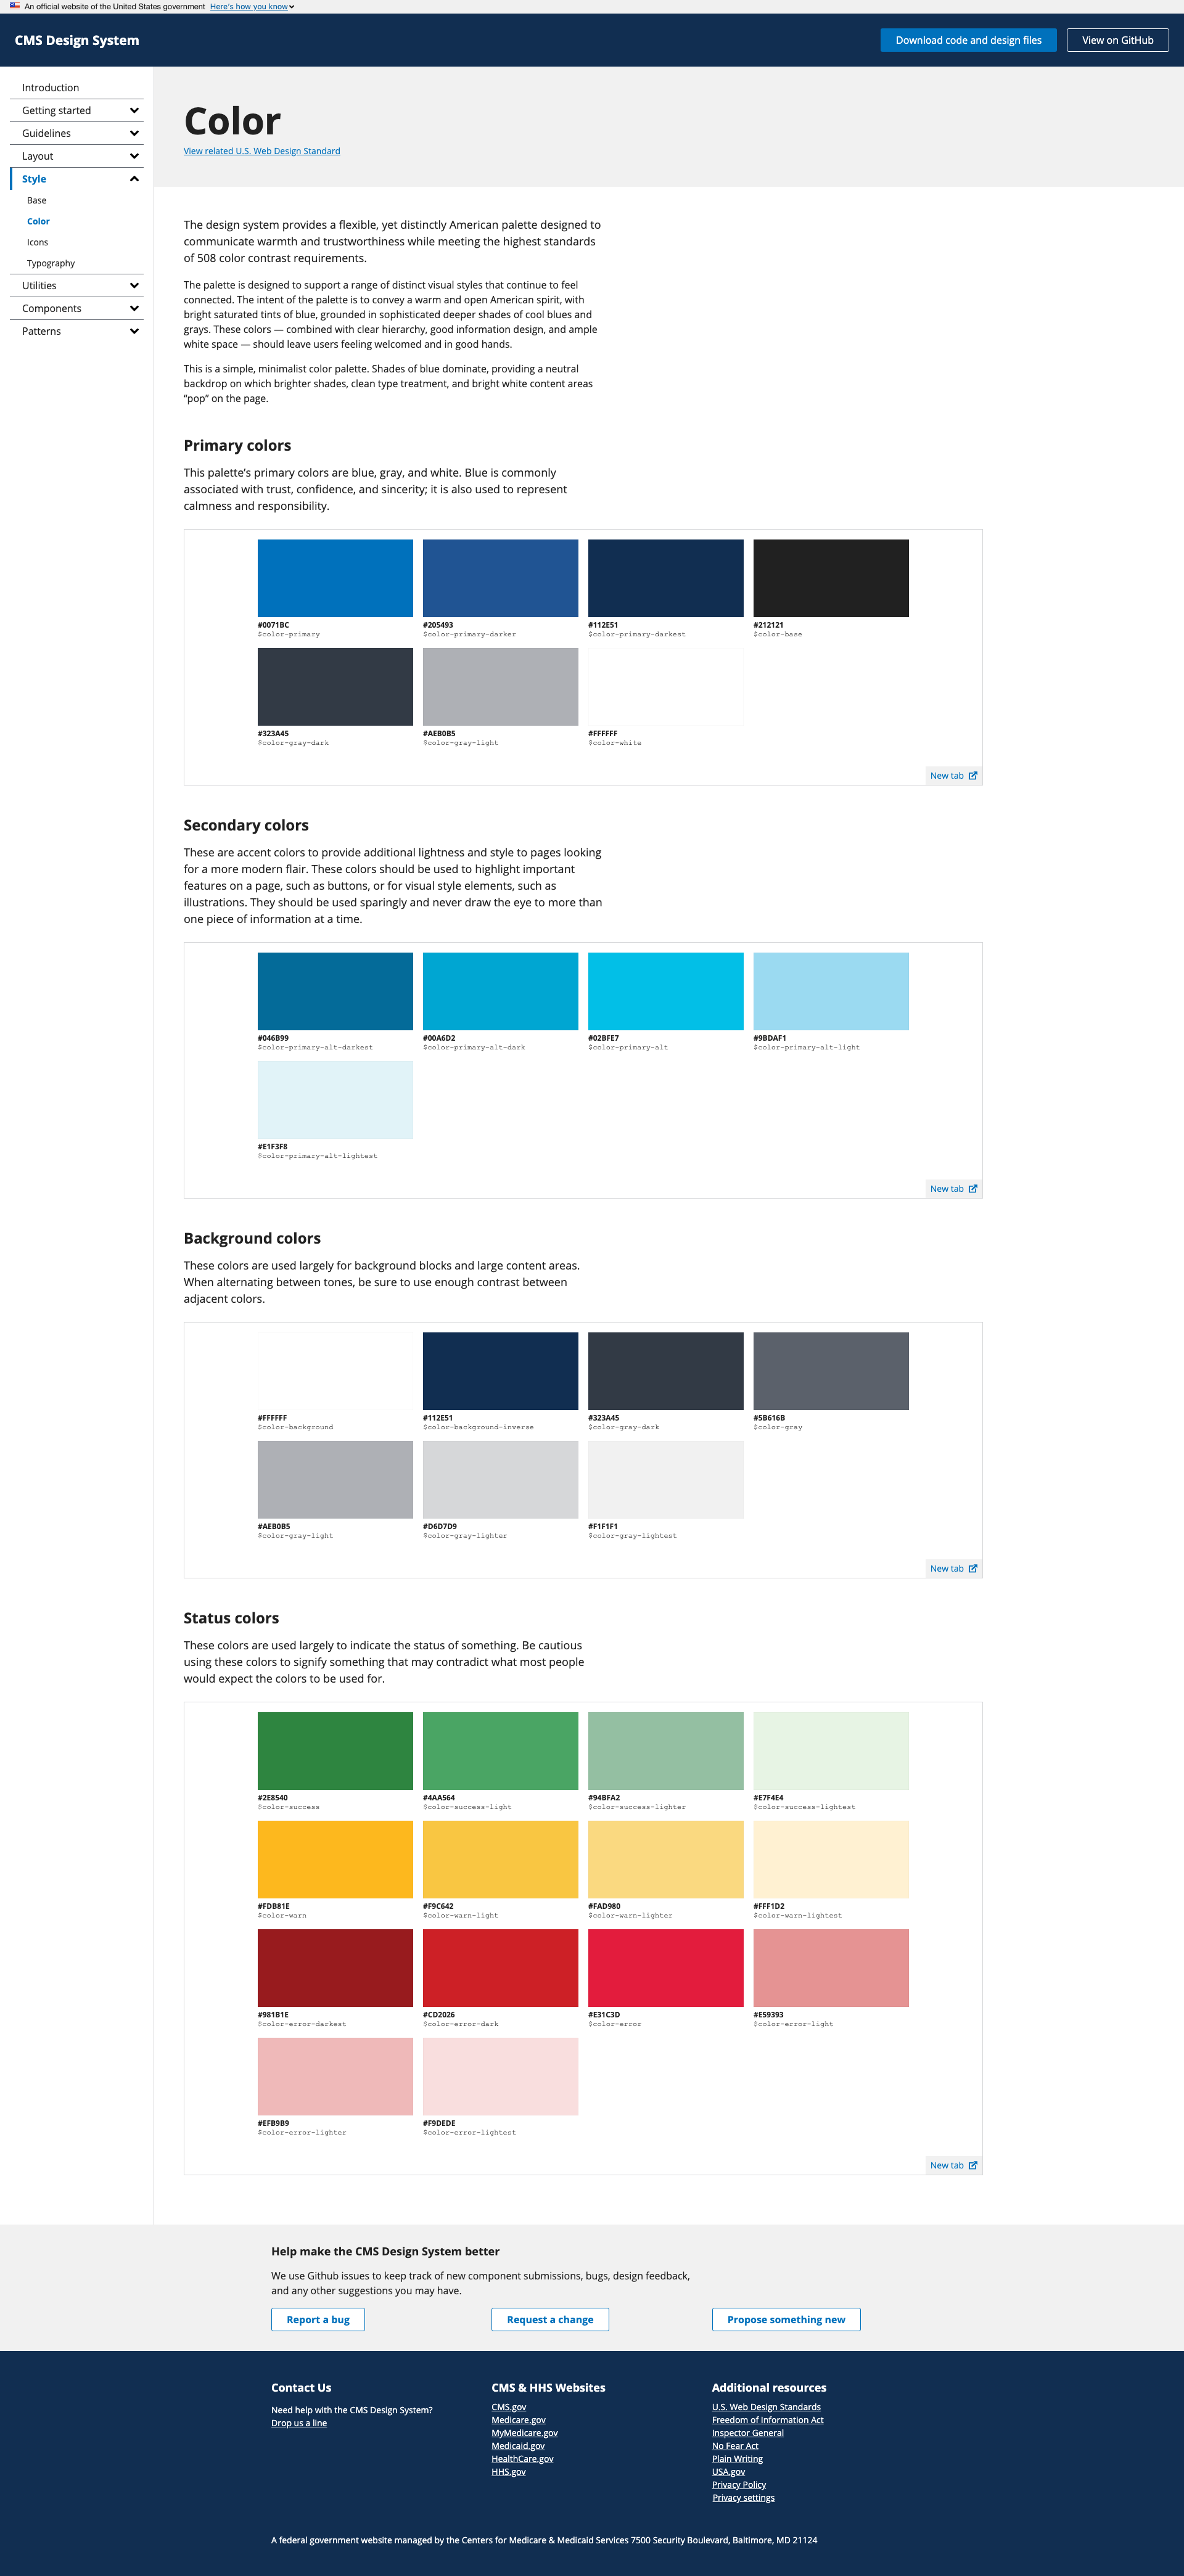 An official website of the United States government Here's how you know
CMS Design System
Download code and design files
View on GitHub
Introduction
Getting started
Guidelines
Layout
Style
Base
Color
Icons
Typography
Utilities
Components
Patterns
Color
View related U.S. Web Design Standard
The design system provides a flexible, yet distinctly American palette designed to
communicate warmth and trustworthiness while meeting the highest standards
of 508 color contrast requirements.
The palette is designed to support a range of distinct visual styles that continue to feel
connected. The intent of the palette is to convey a warm and open American spirit, with
bright saturated tints of blue, grounded in sophisticated deeper shades of cool blues and
grays. These colors — combined with clear hierarchy, good information design, and ample
white space — should leave users feeling welcomed and in good hands.
This is a simple, minimalist color palette. Shades of blue dominate, providing a neutral
backdrop on which brighter shades, clean type treatment, and bright white content areas
“pop” on the page.
Primary colors
This palette’s primary colors are blue, gray, and white. Blue is commonly
associated with trust, confidence, and sincerity; it is also used to represent
calmness and responsibility.
#0071BC #205493 #112E51 #212121
$color-primary $color-primary-darker $color-primary-darkest $color-base
#323A45 #AEB0B5 #FFFFFF
$color-gray-dark $color-gray-light $color-white
New tab
Secondary colors
These are accent colors to provide additional lightness and style to pages looking
for a more modern flair. These colors should be used to highlight important
features on a page, such as buttons, or for visual style elements, such as
illustrations. They should be used sparingly and never draw the eye to more than
one piece of information at a time.
#046B99 #00A6D2 #02BFE7 #9BDAF1
$color-primary-alt-darkest $color-primary-alt-dark $color-primary-alt $color-primary-alt-light
#E1F3F8
$color-primary-alt-lightest
New tab
Background colors
These colors are used largely for background blocks and large content areas.
When alternating between tones, be sure to use enough contrast between
adjacent colors.
#FFFFFF #112E51 #323A45 #5B616B
$color-background $color-background-inverse $color-gray-dark $color-gray
#AEB0B5 #D6D7D9 #F1F1F1
$color-gray-light $color-gray-lighter $color-gray-lightest
New tab
Status colors
These colors are used largely to indicate the status of something. Be cautious
using these colors to signify something that may contradict what most people
would expect the colors to be used for.
#2E8540 #4AA564 #94BFA2 #E7F4E4
$color-success $color-success-light $color-success-lighter $color-success-lightest
#FDB81E #F9C642 #FAD980 #FFF1D2
$color-warn $color-warn-light $color-warn-lighter $color-warn-lightest
#981B1E #CD2026 #E31C3D #E59393
$color-error-darkest $color-error-dark $color-error $color-error-light
#EFB9B9 #F9DEDE
$color-error-lighter $color-error-lightest
New tab
Help make the CMS Design System better
We use Github issues to keep track of new component submissions, bugs, design feedback,
and any other suggestions you may have.
Report a bug
Request a change
Propose something new
Contact Us
Need help with the CMS Design System?
Drop us a line
CMS & HHS Websites
CMS.gov
Medicare.gov
MyMedicare.gov
Medicaid.gov
HealthCare.gov
HHS.gov
Additional resources
U.S. Web Design Standards
Freedom of Information Act
Inspector General
No Fear Act
Plain Writing
USA.gov
Privacy Policy
Privacy settings
A federal government website managed by the Centers for Medicare & Medicaid Services 7500 Security Boulevard, Baltimore, MD 21124